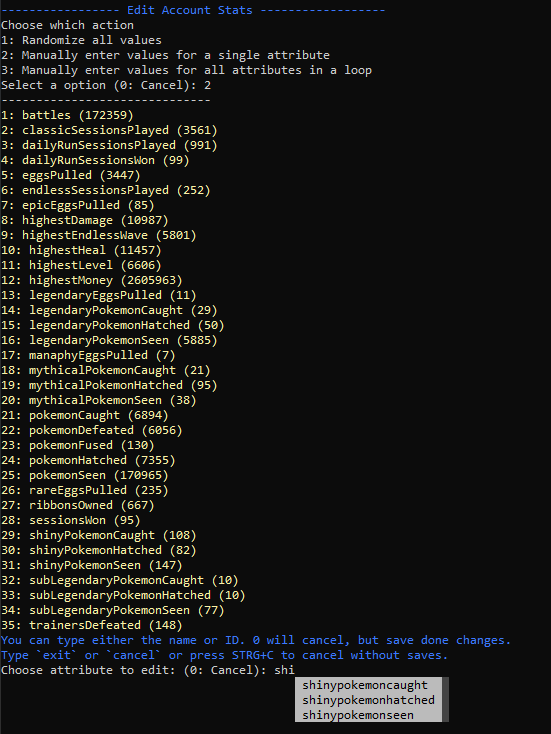 ----------------- Edit Account Stats ------------------
Choose which action
1: Randomize all values
2: Manually enter values for a single attribute
3: Manually enter values for all attributes in a loop
Select a option (0: Cancel): 2
------------------------------
1: battles (172359)
2: classicSessionsPlayed (3561)
3: dailyRunSessionsPlayed (991)
4: dailyRunSessionsWon (99)
5: eggsPulled (3447)
6: endlessSessionsPlayed (252)
7: epicEggsPulled (85)
8: highestDamage (10987)
9: highestEndlessWave (5801)
10: highestHeal (11457)
11: highestLevel (6606)
12: highestMoney (2605963)
13: legendaryEggsPulled (11)
14: legendaryPokemonCaught (29)
15: legendaryPokemonHatched (50)
16: legendaryPokemonSeen (5885)
17: manaphyEggsPulled (7)
18: mythicalPokemonCaught (21)
19: mythicalPokemonHatched (95)
20: mythicalPokemonSeen (38)
21: pokemonCaught (6894)
22: pokemonDefeated (6056)
23: pokemonFused (130)
24: pokemonHatched (7355)
25: pokemonSeen (170965)
26: rareEggsPulled (235)
27: ribbonsOwned (667)
28: sessionsWon (95)
29: shinyPokemonCaught (108)
30: shinyPokemonHatched (82)
31: shinyPokemonSeen (147)
32: subLegendaryPokemonCaught (10)
33: subLegendaryPokemonHatched (10)
34: subLegendaryPokemonSeen (77)
35: trainersDefeated (148)
You can type either the name or ID. 0 will cancel, but save done changes.
Type `exit` or `cancel` or press STRG+C to cancel without saves.
Choose attribute to edit: (0: Cancel): shi
shinypokemoncaught
shinypokemonhatched
shinypokemonseen